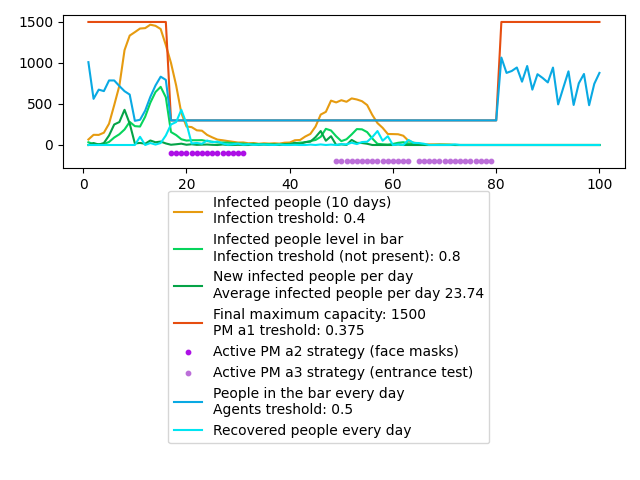 1500
1000
500
0
0
20
40
60
80
100
Infected people (10 days)
Infection treshold: 0.4
Infected people level in bar
Infection treshold (not present): 0.8
New infected people per day
Average infected people per day 23.74
Final maximum capacity: 1500
PM a1 treshold: 0.375
Active PM a2 strategy (face masks)
Active PM a3 strategy (entrance test)
People in the bar every day
Agents treshold: 0.5
Recovered people every day